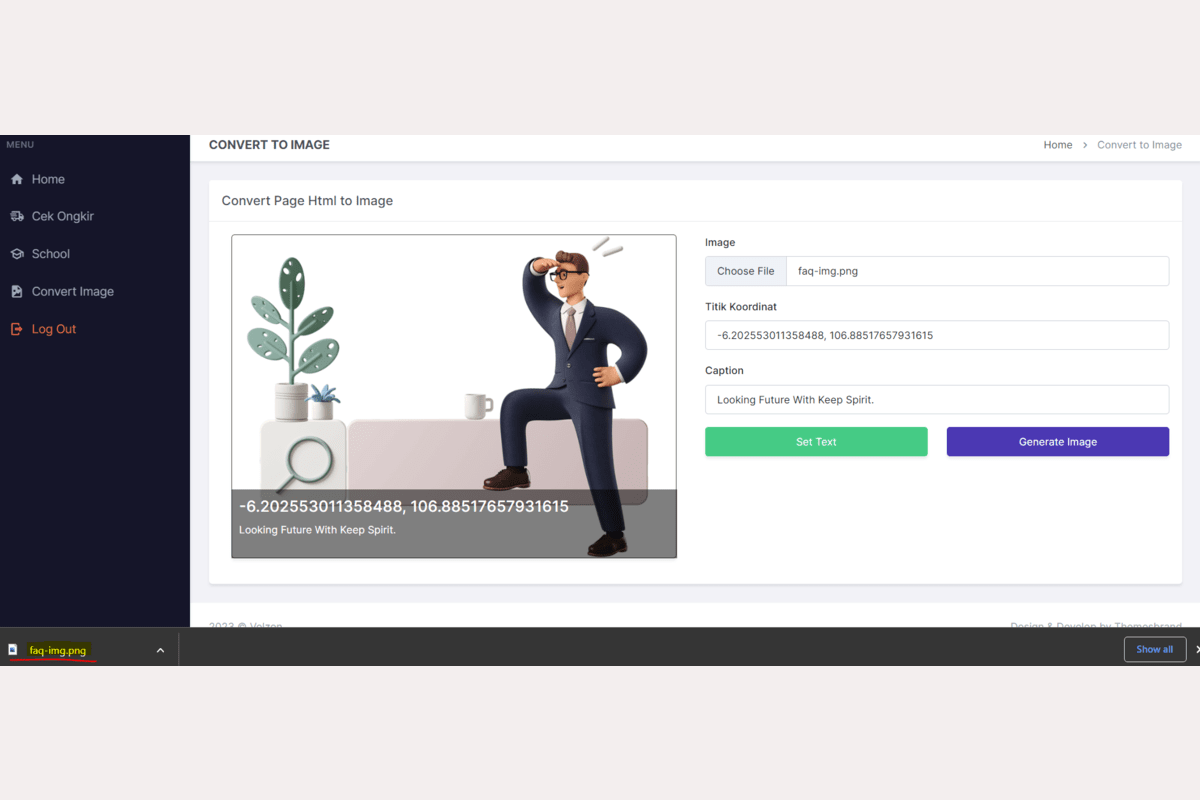 MENU
Home
Cek Ongkir
School
Convert Image
Log Out
CONVERT TO IMAGE
Home > Convert to Image
Convert Page Html to Image
-6.202553011358488, 106.88517657931615
Looking Future With Keep Spirit.
Image
Choose File faq-img.png
Titik Koordinat
-6.202553011358488, 106.88517657931615
Caption
Looking Future With Keep Spirit.
Set Text Generate Image
2023 © Velzon
Design & Develop by Themesbrand
faq-img.png
Show all